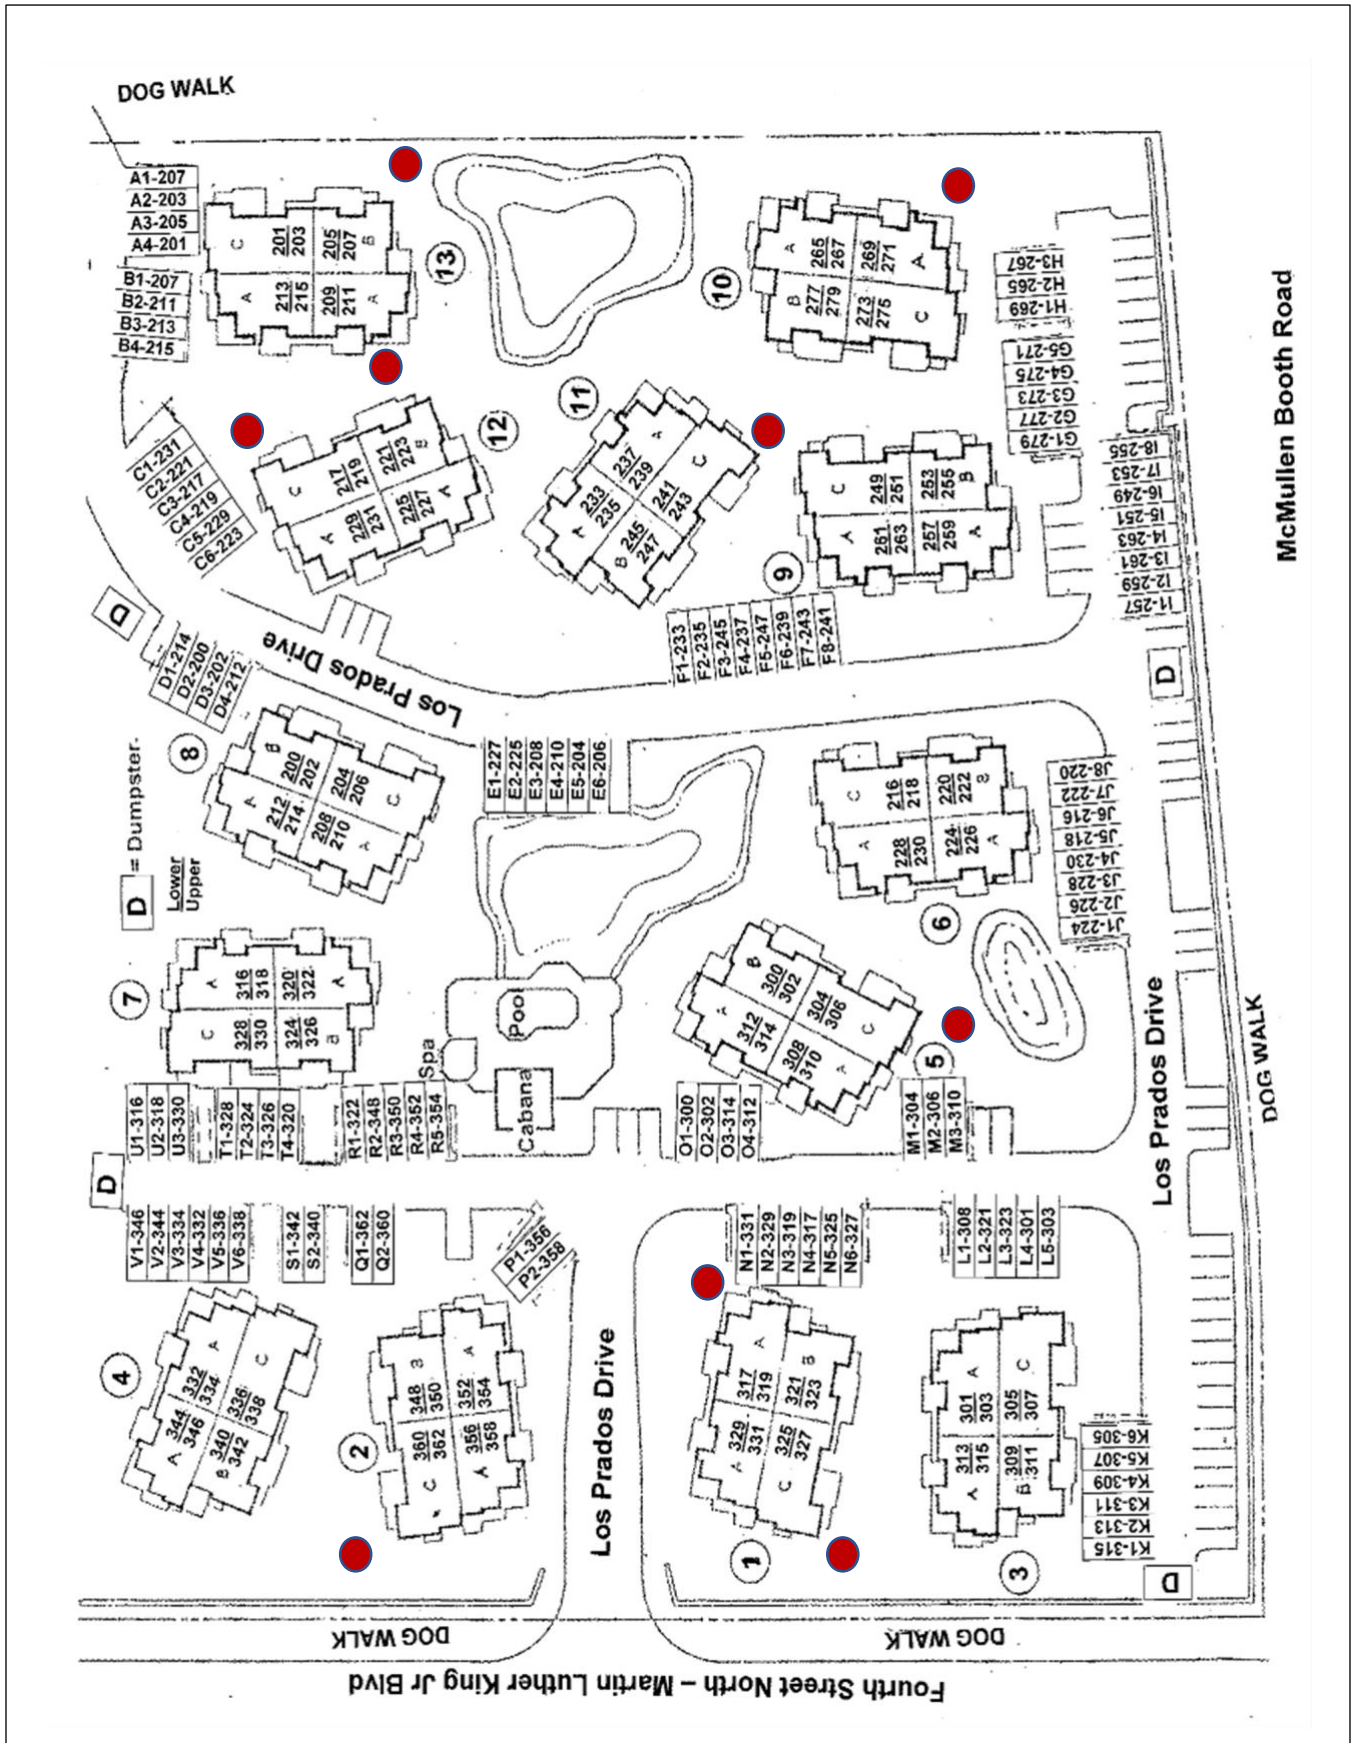 DOG WALK
A1-207
A2-203
A3-205
A4-201
B1-207
B2-211
B3-213
B4-215
C
201
203
205
207
B
A
213
215
209
211
A
13
10
A
265
267
269
271
A
B
277
279
273
275
C
H3-267
H2-265
H1-269
G5-271
G4-275
G3-273
G2-277
G1-279
McMullen Booth Road
C1-231
C2-221
C3-217
C4-219
C5-229
C6-223
C
217
219
221
223
B
A
229
231
225
227
A
12
11
A
237
239
C
241
243
A
233
235
B
245
247
9
C
249
251
253
255
B
A
261
263
257
259
A
I8-255
I7-253
I6-249
I5-251
I4-263
I3-261
I2-259
I1-257
D
D1-214
D2-200
D3-202
D4-212
Los Prados Drive
F1-233
F2-235
F3-245
F4-237
F5-247
F6-239
F7-243
F8-241
D
D = Dumpster
Lower
Upper
8
B
200
202
204
206
C
A
212
214
208
210
A
E1-227
E2-225
E3-208
E4-210
E5-204
E6-206
C
216
218
220
222
B
A
228
230
224
226
A
6
J8-220
J7-222
J6-216
J5-218
J4-230
J3-228
J2-226
J1-224
7
A
316
318
320
322
A
C
328
330
324
326
B
Spa
Pool
Cabana
B
300
302
304
306
C
A
312
314
308
310
A
5
U1-316
U2-318
U3-330
T1-328
T2-324
T3-326
T4-320
R1-322
R2-348
R3-350
R4-352
R5-354
O1-300
O2-302
O3-314
O4-312
M1-304
M2-306
M3-310
Los Prados Drive
DOG WALK
D
V1-346
V2-344
V3-334
V4-332
V5-336
V6-338
S1-342
S2-340
Q1-362
Q2-360
P1-356
P2-358
N1-331
N2-329
N3-319
N4-317
N5-325
N6-327
L1-308
L2-321
L3-323
L4-301
L5-303
4
A
332
334
C
336
338
A
344
346
B
340
342
2
B
348
350
A
352
354
C
360
362
A
356
358
Los Prados Drive
A
317
319
B
321
323
A
329
331
C
325
327
1
A
301
303
C
305
307
A
313
315
B
309
311
3
K6-305
K5-307
K4-309
K3-311
K2-313
K1-315
D
DOG WALK
DOG WALK
Fourth Street North – Martin Luther King Jr Blvd